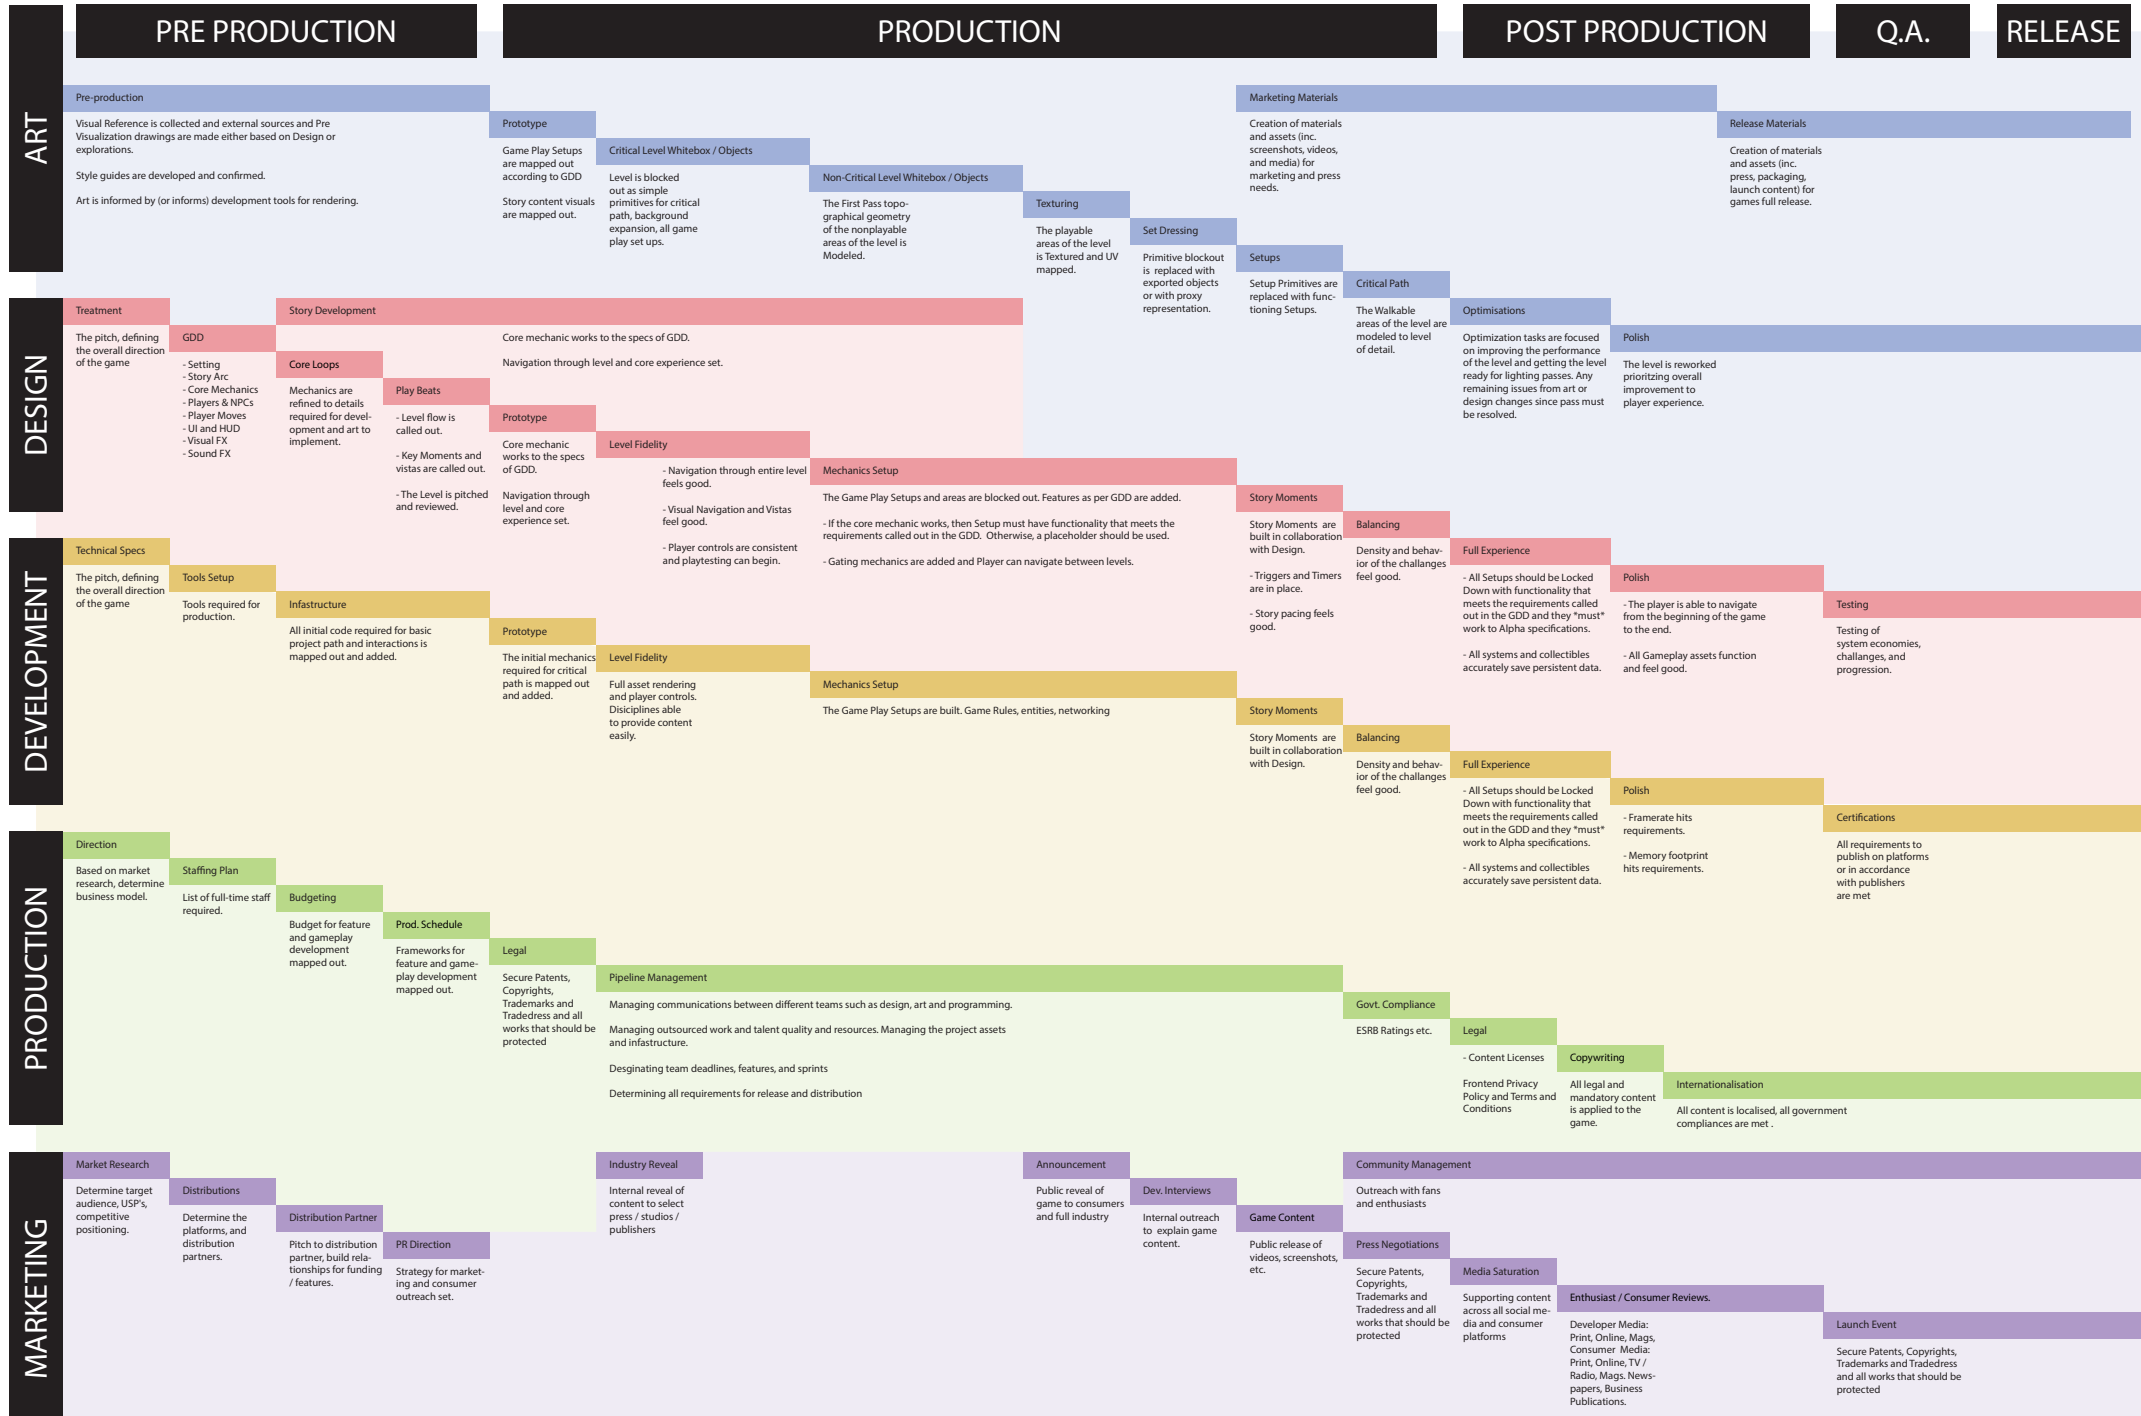 PRE PRODUCTION
PRODUCTION
POST PRODUCTION
Q.A.
RELEASE
ART
Pre-production
Visual Reference is collected and external sources and Pre
Visualization drawings are made either based on Design or
explorations.
Style guides are developed and confirmed.
Art is informed by (or informs) development tools for rendering.
Prototype
Game Play Setups
are mapped out
according to GDD
Story content visuals
are mapped out.
Critical Level Whitebox / Objects
Level is blocked
out as simple
primitives for critical
path, background
expansion, all game
play set ups.
Non-Critical Level Whitebox / Objects
The First Pass topo-
graphical geometry
of the nonplayable
areas of the level is
Modeled.
Texturing
The playable
areas of the level
is Textured and UV
mapped.
Set Dressing
Primitive blockout
is replaced with
exported objects
or with proxy
representation.
Marketing Materials
Creation of materials
and assets (inc.
screenshots, videos,
and media) for
marketing and press
needs.
Setups
Setup Primitives are
replaced with func-
tioning Setups.
Critical Path
The Walkable
areas of the level are
modeled to level
of detail.
Optimisations
Optimization tasks are focused
on improving the performance
of the level and getting the level
ready for lighting passes. Any
remaining issues from art or
design changes since pass must
be resolved.
Polish
The level is reworked
prioritzing overall
improvement to
player experience.
Release Materials
Creation of materials
and assets (inc.
press, packaging,
launch content) for
games full release.
DESIGN
Treatment
The pitch, defining
the overall direction
of the game
GDD
- Setting
- Story Arc
- Core Mechanics
- Players & NPCs
- Player Moves
- UI and HUD
- Visual FX
- Sound FX
Story Development
Core mechanic works to the specs of GDD.
Navigation through level and core experience set.
Core Loops
Mechanics are
refined to details
required for devel-
opment and art to
implement.
Play Beats
- Level flow is
called out.
- Key Moments and
vistas are called out.
- The Level is pitched
and reviewed.
Prototype
Core mechanic
works to the specs
of GDD.
Navigation through
level and core
experience set.
Level Fidelity
- Navigation through entire level
feels good.
- Visual Navigation and Vistas
feel good.
- Player controls are consistent
and playtesting can begin.
Mechanics Setup
The Game Play Setups and areas are blocked out. Features as per GDD are added.
- If the core mechanic works, then Setup must have functionality that meets the
requirements called out in the GDD. Otherwise, a placeholder should be used.
- Gating mechanics are added and Player can navigate between levels.
Story Moments
Story Moments are
built in collaboration
with Design.
- Triggers and Timers
are in place.
- Story pacing feels
good.
Balancing
Density and behav-
ior of the challanges
feel good.
Full Experience
- All Setups should be Locked
Down with functionality that
meets the requirements called
out in the GDD and they *must*
work to Alpha specifications.
- All systems and collectibles
accurately save persistent data.
Polish
- The player is able to navigate
from the beginning of the game
to the end.
- All Gameplay assets function
and feel good.
Testing
Testing of
system economies,
challanges, and
progression.
DEVELOPMENT
Technical Specs
The pitch, defining
the overall direction
of the game
Tools Setup
Tools required for
production.
Infastructure
All initial code required for basic
project path and interactions is
mapped out and added.
Prototype
The initial mechanics
required for critical
path is mapped out
and added.
Level Fidelity
Full asset rendering
and player controls.
Disiciplines able
to provide content
easily.
Mechanics Setup
The Game Play Setups are built. Game Rules, entities, networking
Story Moments
Story Moments are
built in collaboration
with Design.
Balancing
Density and behav-
ior of the challanges
feel good.
Full Experience
- All Setups should be Locked
Down with functionality that
meets the requirements called
out in the GDD and they *must*
work to Alpha specifications.
- All systems and collectibles
accurately save persistent data.
Polish
- Framerate hits
requirements.
- Memory footprint
hits requirements.
Certifications
All requirements to
publish on platforms
or in accordance
with publishers
are met
PRODUCTION
Direction
Based on market
research, determine
business model.
Staffing Plan
List of full-time staff
required.
Budgeting
Budget for feature
and gameplay
development
mapped out.
Prod. Schedule
Frameworks for
feature and game-
play development
mapped out.
Legal
Secure Patents,
Copyrights,
Trademarks and
Tradedress and all
works that should be
protected
Pipeline Management
Managing communications between different teams such as design, art and programming.
Managing outsourced work and talent quality and resources. Managing the project assets
and infastructure.
Desginating team deadlines, features, and sprints
Determining all requirements for release and distribution
Govt. Compliance
ESRB Ratings etc.
Legal
- Content Licenses
Frontend Privacy
Policy and Terms and
Conditions
Copywriting
All legal and
mandatory content
is applied to the
game.
Internationalisation
All content is localised, all government
compliances are met .
MARKETING
Market Research
Determine target
audience, USP's,
competitive
positioning.
Distributions
Determine the
platforms, and
distribution
partners.
Distribution Partner
Pitch to distribution
partner, build rela-
tionships for funding
/ features.
PR Direction
Strategy for market-
ing and consumer
outreach set.
Industry Reveal
Internal reveal of
content to select
press / studios /
publishers
Announcement
Public reveal of
game to consumers
and full industry
Dev. Interviews
Internal outreach
to explain game
content.
Game Content
Public release of
videos, screenshots,
etc.
Community Management
Outreach with fans
and enthusiasts
Press Negotiations
Secure Patents,
Copyrights,
Trademarks and
Tradedress and all
works that should be
protected
Media Saturation
Supporting content
across all social me-
dia and consumer
platforms
Enthusiast / Consumer Reviews.
Developer Media:
Print, Online, Mags,
Consumer Media:
Print, Online, TV /
Radio, Mags. News-
papers, Business
Publications.
Launch Event
Secure Patents, Copyrights,
Trademarks and Tradedress
and all works that should be
protected